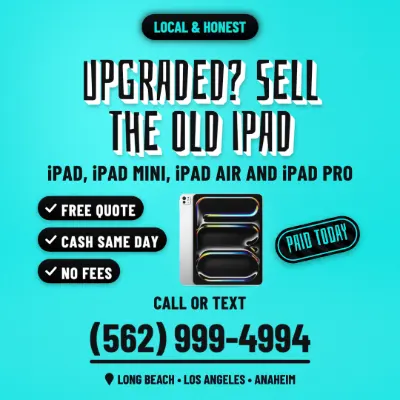 LOCAL & HONEST
UPGRADED? SELL
THE OLD IPAD
iPAD, iPAD MINI, iPAD AIR AND iPAD PRO
FREE QUOTE
CASH SAME DAY
NO FEES
PAID TODAY
CALL OR TEXT
(562) 999-4994
LONG BEACH • LOS ANGELES • ANAHEIM